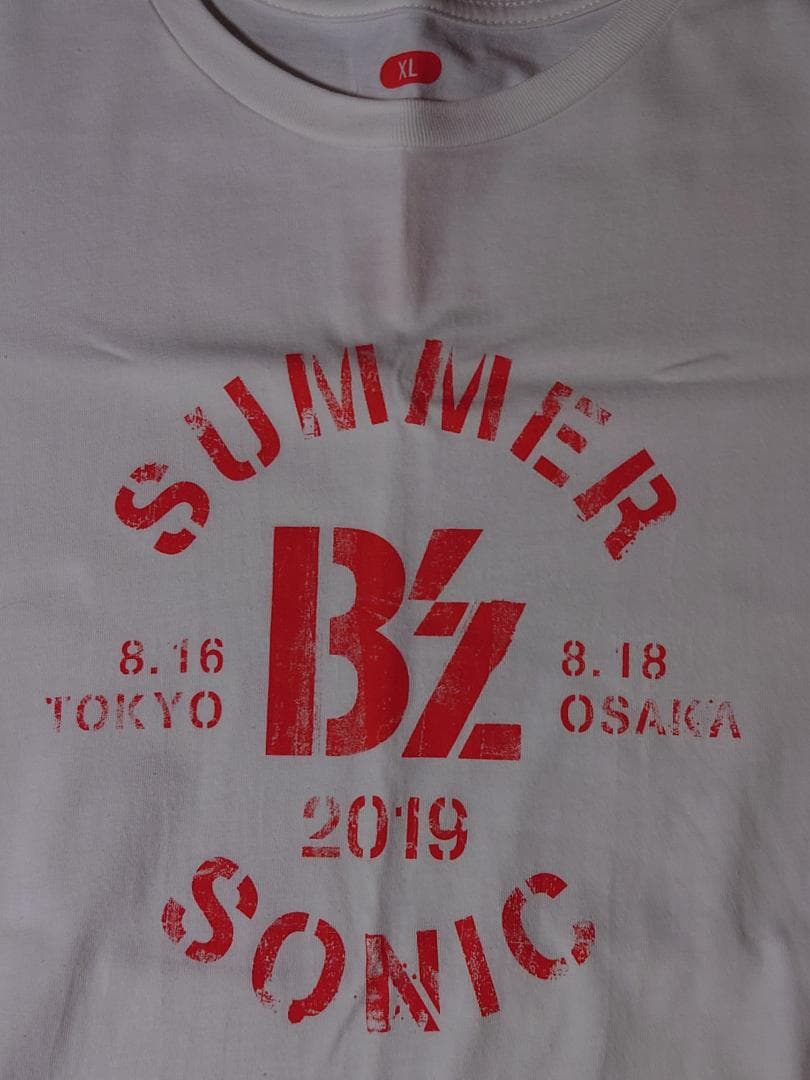 XL
SUMMER
B'z
8.16
TOKYO
8.18
OSAKA
2019
SONIC